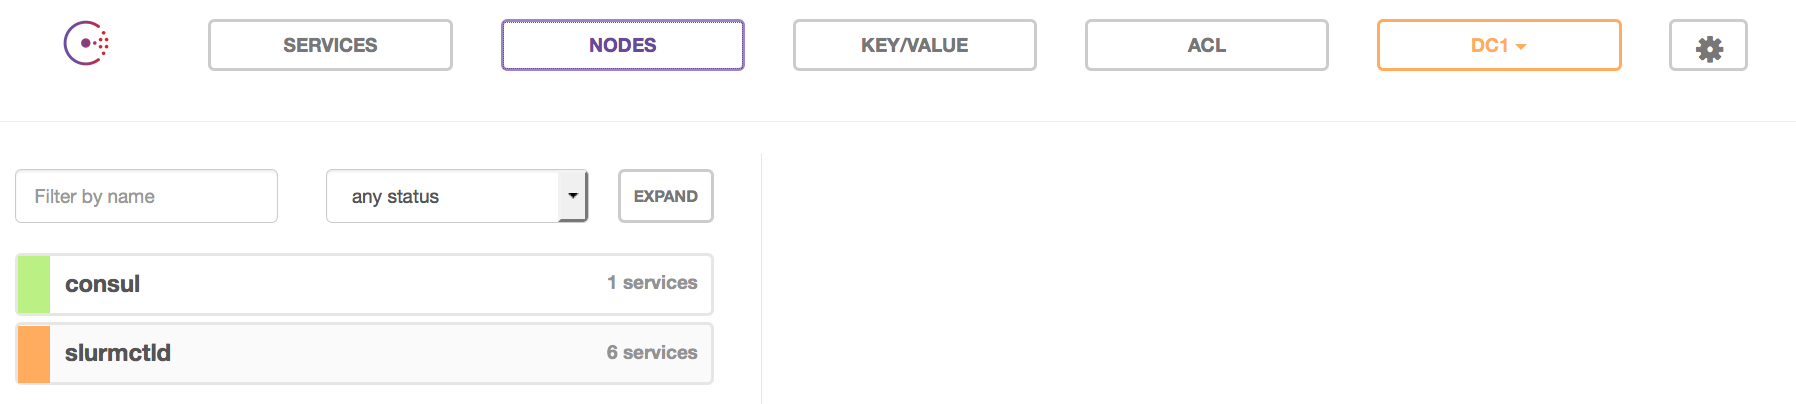 SERVICES NODES KEY/VALUE ACL DC1
Filter by name any status EXPAND
consul 1 services
slurmctld 6 services